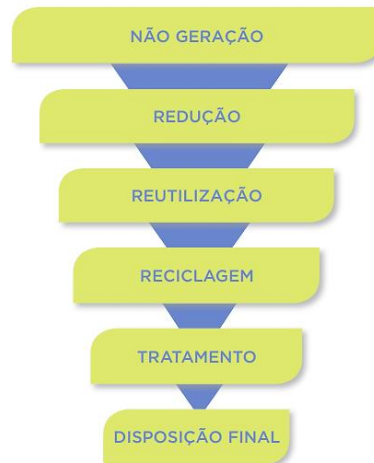 NÃO GERAÇÃO
REDUÇÃO
REUTILIZAÇÃO
RECICLAGEM
TRATAMENTO
DISPOSIÇÃO FINAL